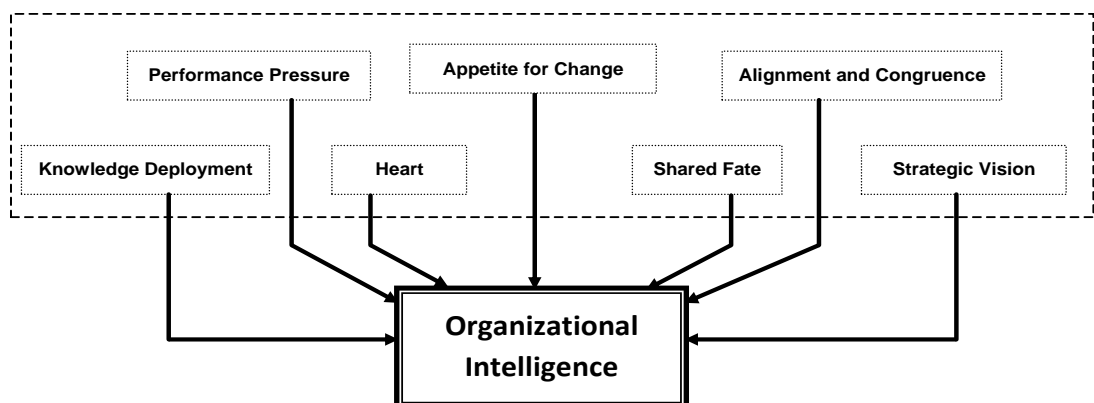 Performance Pressure
Appetite for Change
Alignment and Congruence
Knowledge Deployment
Heart
Shared Fate
Strategic Vision
Organizational
Intelligence